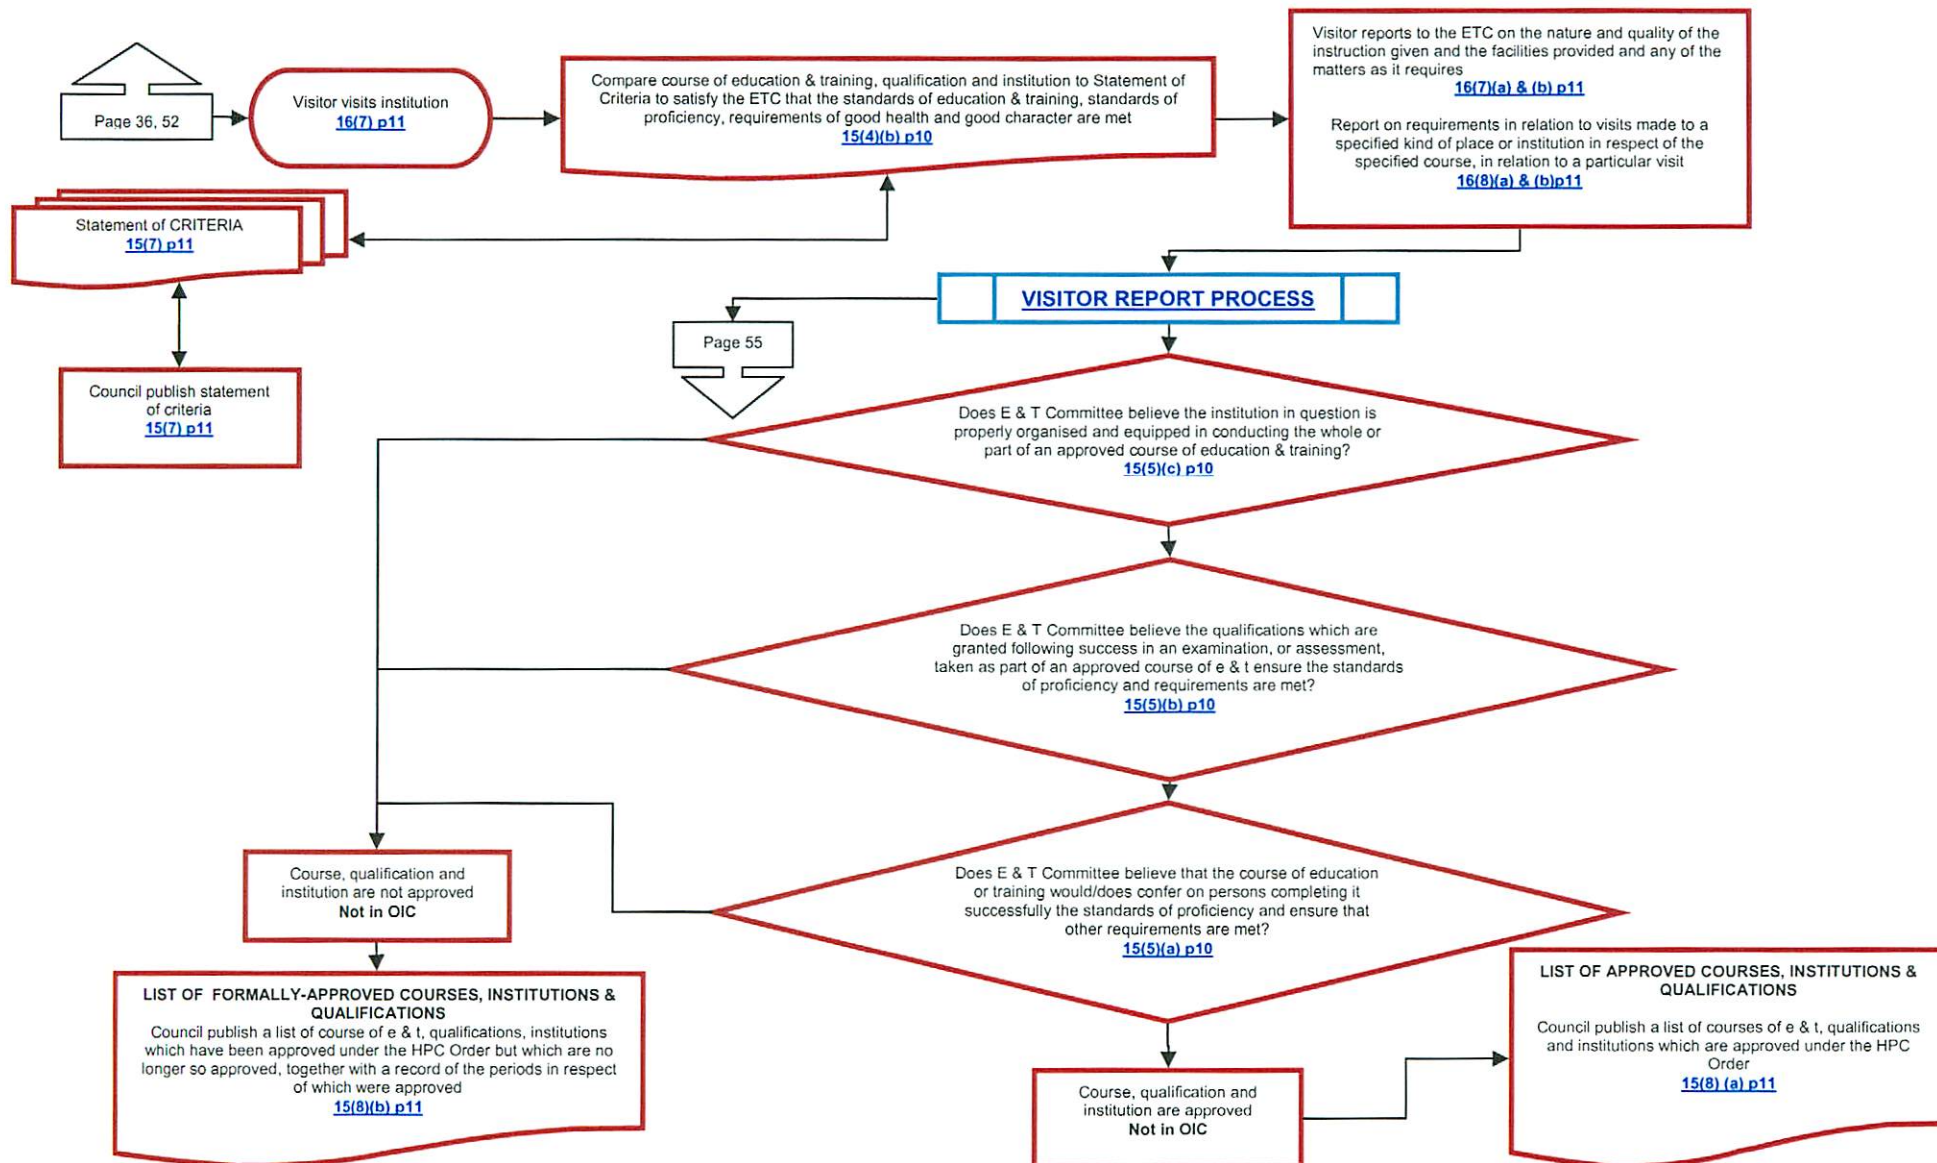 Page 36, 52
Visitor visits institution
16(7) p11
Compare course of education & training, qualification and institution to Statement of
Criteria to satisfy the ETC that the standards of education & training, standards of
proficiency, requirements of good health and good character are met
15(4)(b) p10
Visitor reports to the ETC on the nature and quality of the
instruction given and the facilities provided and any of the
matters as it requires
16(7)(a) & (b) p11
Report on requirements in relation to visits made to a
specified kind of place or institution in respect of the
specified course, in relation to a particular visit
16(8)(a) & (b)p11
Statement of CRITERIA
15(7) p11
Council publish statement
of criteria
15(7) p11
VISITOR REPORT PROCESS
Page 55
Does E & T Committee believe the institution in question is
properly organised and equipped in conducting the whole or
part of an approved course of education & training?
15(5)(c) p10
Does E & T Committee believe the qualifications which are
granted following success in an examination, or assessment,
taken as part of an approved course of e & t ensure the standards
of proficiency and requirements are met?
15(5)(b) p10
Does E & T Committee believe that the course of education
or training would/does confer on persons completing it
successfully the standards of proficiency and ensure that
other requirements are met?
15(5)(a) p10
Course, qualification and
institution are not approved
Not in OIC
LIST OF FORMALLY-APPROVED COURSES, INSTITUTIONS &
QUALIFICATIONS
Council publish a list of course of e & t, qualifications, institutions
which have been approved under the HPC Order but which are no
longer so approved, together with a record of the periods in respect
of which were approved
15(8)(b) p11
Course, qualification and
institution are approved
Not in OIC
LIST OF APPROVED COURSES, INSTITUTIONS &
QUALIFICATIONS
Council publish a list of courses of e & t, qualifications
and institutions which are approved under the HPC
Order
15(8) (a) p11